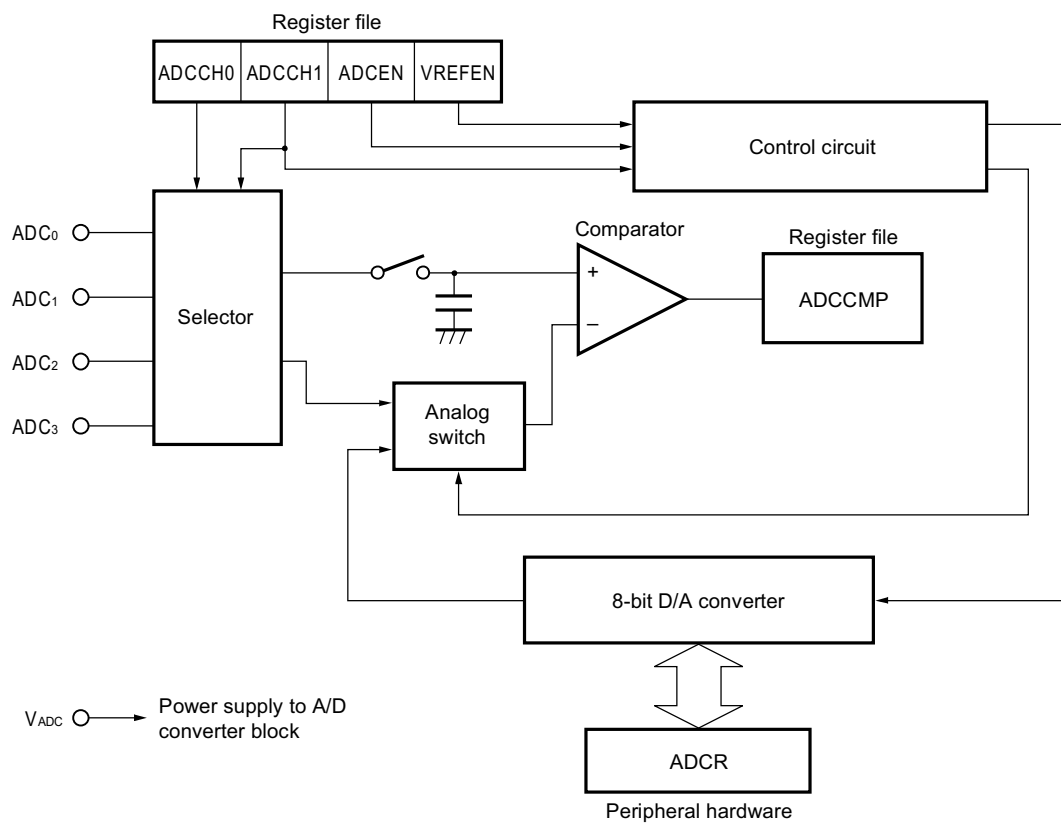 Register file
ADCCH0 ADCCH1 ADCEN VREFEN
Control circuit
ADC0
ADC1
ADC2
ADC3
Selector
Comparator
+
−
Register file
ADCCMP
Analog
switch
8-bit D/A converter
VADC
Power supply to A/D
converter block
ADCR
Peripheral hardware